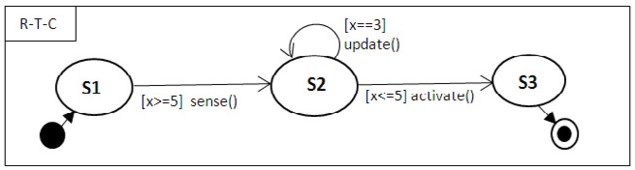 R-T-C
[x==3]
update()
S1
S2
S3
[x>=5] sense()
[x<=5] activate()